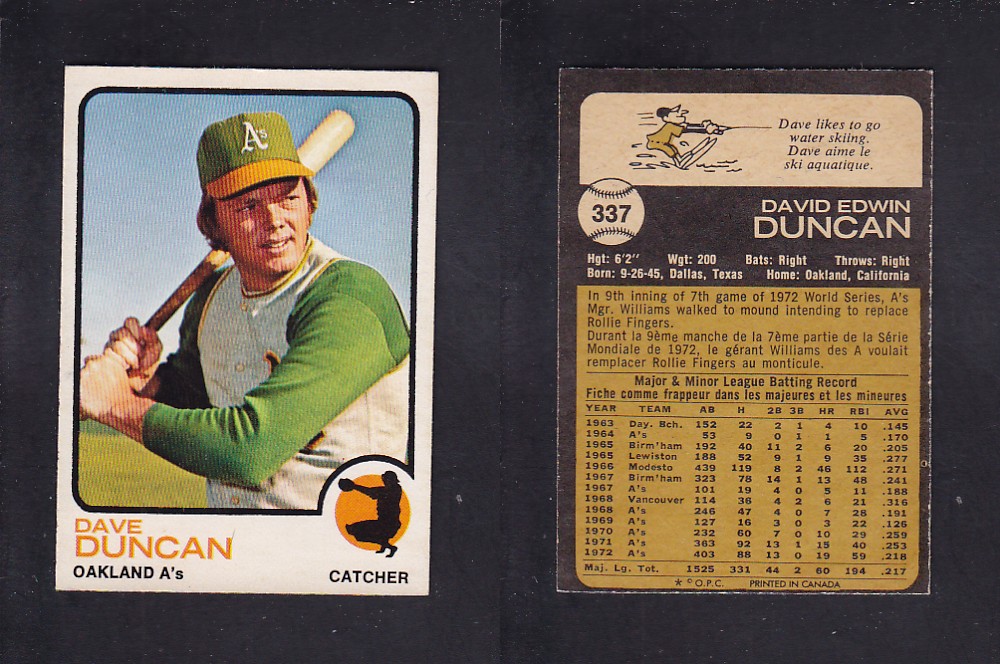 A's
DAVE
DUNCAN
OAKLAND A's
CATCHER
Dave likes to go
water skiing.
Dave aime le
ski aquatique.
337
DAVID EDWIN
DUNCAN
Hgt: 6'2" Wgt: 200 Bats: Right Throws: Right
Born: 9-26-45, Dallas, Texas Home: Oakland, California
In 9th inning of 7th game of 1972 World Series, A's
Mgr. Williams walked to mound intending to replace
Rollie Fingers.
Durant la 9ème manche de la 7ème partie de la Série
Mondiale de 1972, le gérant Williams des A voulait
remplacer Rollie Fingers au monticule.
Major & Minor League Batting Record
Fiche comme frappeur dans les majeures et les mineures
YEAR TEAM AB H 2B 3B HR RBI AVG
1963 Day. Bch. 152 22 2 1 4 10 .145
1964 A's 53 9 0 1 1 5 .170
1965 Birm'ham 192 40 11 2 6 20 .205
1965 Lewiston 188 52 9 1 9 35 .277
1966 Modesto 439 119 8 2 46 112 .271
1967 Birm'ham 323 78 14 1 13 48 .241
1967 A's 101 19 4 0 5 11 .188
1968 Vancouver 114 36 4 2 6 21 .316
1968 A's 246 47 4 0 7 28 .191
1969 A's 127 16 3 0 3 22 .126
1970 A's 232 60 7 0 10 29 .259
1971 A's 363 92 13 1 15 40 .253
1972 A's 403 88 13 0 19 59 .218
Maj. Lg. Tot. 1525 331 44 2 60 194 .217
* © O.P.C. PRINTED IN CANADA